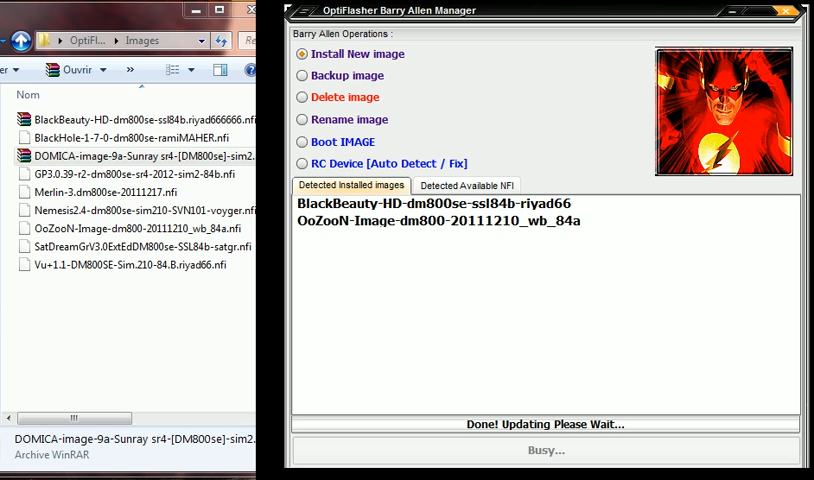 OptiFl...
Images
er
Ouvrir
Nom
BlackBeauty-HD-dm800se-ssl84b.riyad666666.nfi
BlackHole-1-7-0-dm800se-ramiMAHER.nfi
DOMICA-image-9a-Sunray sr4-[DM800se]-sim2.
GP3.0.39-r2-dm800se-sr4-2012-sim2-84b.nfi
Merlin-3.dm800se-20111217.nfi
Nemesis2.4-dm800se-sim210-SVN101-voyger.nfi
OoZooN-Image-dm800-20111210_wb_84a.nfi
SatDreamGrV3.0ExtEdDM800se-SSL84b-satgr.nfi
Vu+1.1-DM800SE-Sim.210-84.B.riyad66.nfi
DOMICA-image-9a-Sunray sr4-[DM800se]-sim2.
Archive WinRAR
OptiFlasher Barry Allen Manager
Barry Allen Operations :
Install New image
Backup image
Delete image
Rename image
Boot IMAGE
RC Device [Auto Detect / Fix]
Detected Installed images
Detected Available NFI
BlackBeauty-HD-dm800se-ssl84b-riyad66
OoZooN-Image-dm800-20111210_wb_84a
Done! Updating Please Wait...
Busy...